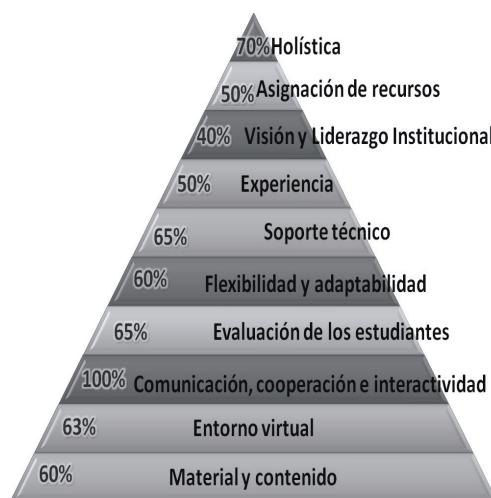 70% Holística
50% Asignación de recursos
40% Visión y Liderazgo Institucional
50% Experiencia
65% Soporte técnico
60% Flexibilidad y adaptabilidad
65% Evaluación de los estudiantes
100% Comunicación, cooperación e interactividad
63% Entorno virtual
60% Material y contenido